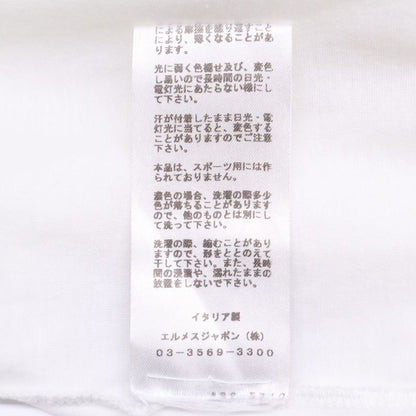 による摩擦を繰り返すこと
により、薄くなることがあ
ります。
光に弱く色褪せ及び、変色
し易いので長時間の日光・
電灯光にあたらない様にし
て下さい。
汗が付着したまま日光・電
灯光に当てると、変色する
ことがありますのでご注意
下さい。
本品は、スポーツ用には作
られておりません。
濃色の場合、洗濯の際多少
色が落ちることがあります
ので、他のものとは別にし
て洗って下さい。
洗濯の際、縮むことがあり
ますので、形をととのえて
干して下さい。また、長時
間の浸漬や、濡れたままの
放置をしないで下さい。
イタリア製
エルメスジャポン（株）
03-3569-3300